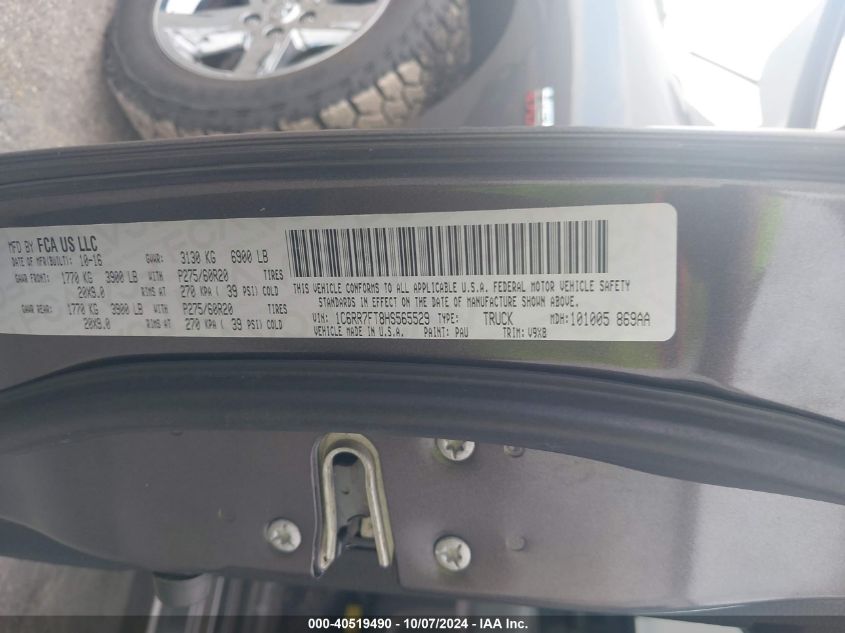 MFD BY FCA US LLC
DATE OF MFR(BUILT): 10-16 GVWR: 3130 KG 6900 LB
GAWR FRONT: 1770 KG 3900 LB WITH P275/60R20 TIRES
20X9.0 RIMS AT 270 KPA ( 39 PSI) COLD
GAWR REAR: 1770 KG 3900 LB WITH P275/60R20 TIRES
20X9.0 RIMS AT 270 KPA ( 39 PSI) COLD
THIS VEHICLE CONFORMS TO ALL APPLICABLE U.S.A. FEDERAL MOTOR VEHICLE SAFETY
STANDARDS IN EFFECT ON THE DATE OF MANUFACTURE SHOWN ABOVE.
VIN: 1C6RR7FT8HS565529 TYPE: TRUCK MDH:101005 869AA
VEHICLE MADE IN U.S.A. PAINT: PAU TRIM: V9X8
000-40519490 - 10/07/2024 - IAA Inc.